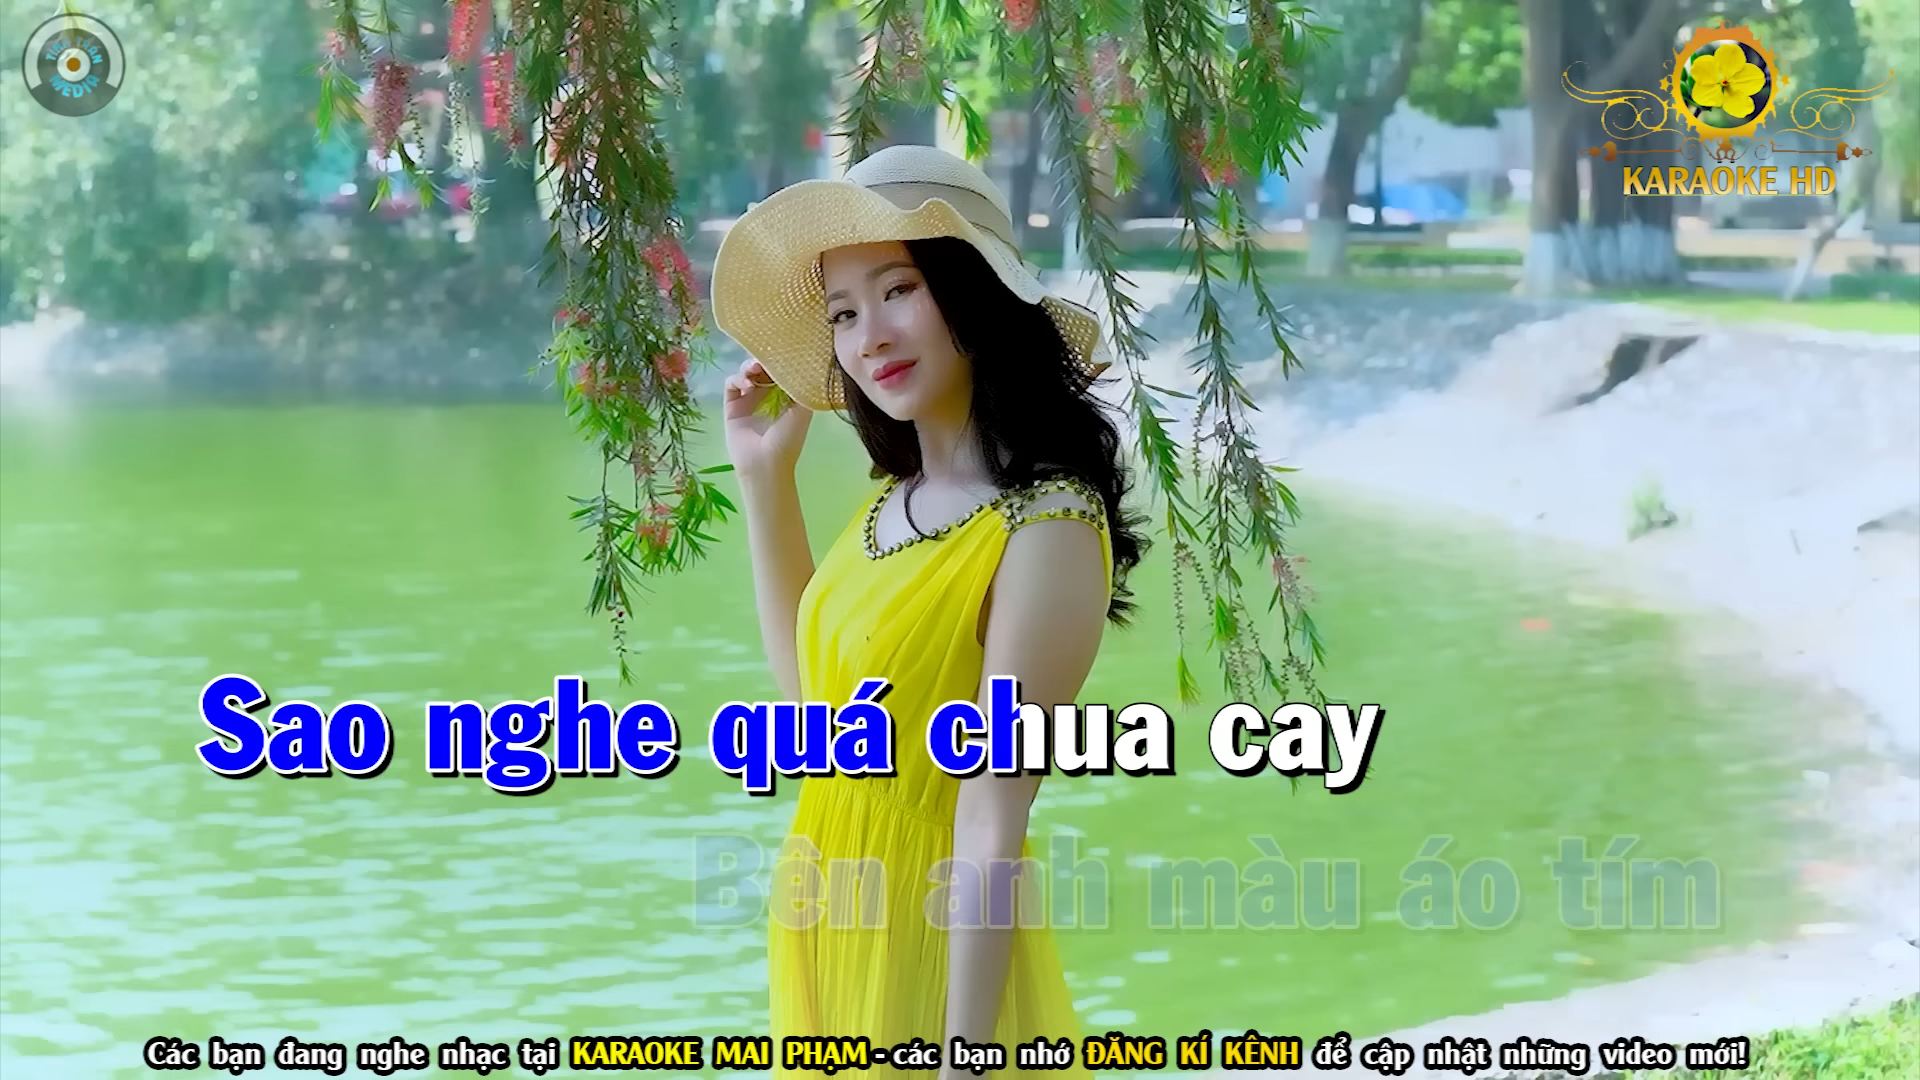 KARAOKE HD
Sao nghe quá chua cay
Bên anh màu áo tím
Các bạn đang nghe nhạc tại KARAOKE MAI PHẠM - các bạn nhớ ĐĂNG KÍ KÊNH để cập nhật những video mới!